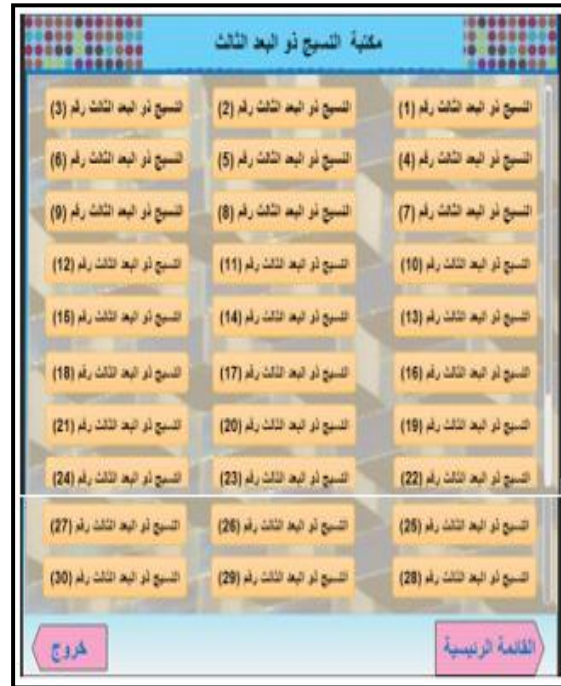 مكتبة النسيج ذو البعد الثالث
النسيج ذو البعد الثالث رقم (1) النسيج ذو البعد الثالث رقم (2) النسيج ذو البعد الثالث رقم (3)
النسيج ذو البعد الثالث رقم (4) النسيج ذو البعد الثالث رقم (5) النسيج ذو البعد الثالث رقم (6)
النسيج ذو البعد الثالث رقم (7) النسيج ذو البعد الثالث رقم (8) النسيج ذو البعد الثالث رقم (9)
النسيج ذو البعد الثالث رقم (10) النسيج ذو البعد الثالث رقم (11) النسيج ذو البعد الثالث رقم (12)
النسيج ذو البعد الثالث رقم (13) النسيج ذو البعد الثالث رقم (14) النسيج ذو البعد الثالث رقم (15)
النسيج ذو البعد الثالث رقم (16) النسيج ذو البعد الثالث رقم (17) النسيج ذو البعد الثالث رقم (18)
النسيج ذو البعد الثالث رقم (19) النسيج ذو البعد الثالث رقم (20) النسيج ذو البعد الثالث رقم (21)
النسيج ذو البعد الثالث رقم (22) النسيج ذو البعد الثالث رقم (23) النسيج ذو البعد الثالث رقم (24)
النسيج ذو البعد الثالث رقم (25) النسيج ذو البعد الثالث رقم (26) النسيج ذو البعد الثالث رقم (27)
النسيج ذو البعد الثالث رقم (28) النسيج ذو البعد الثالث رقم (29) النسيج ذو البعد الثالث رقم (30)
القائمة الرئيسية خروج